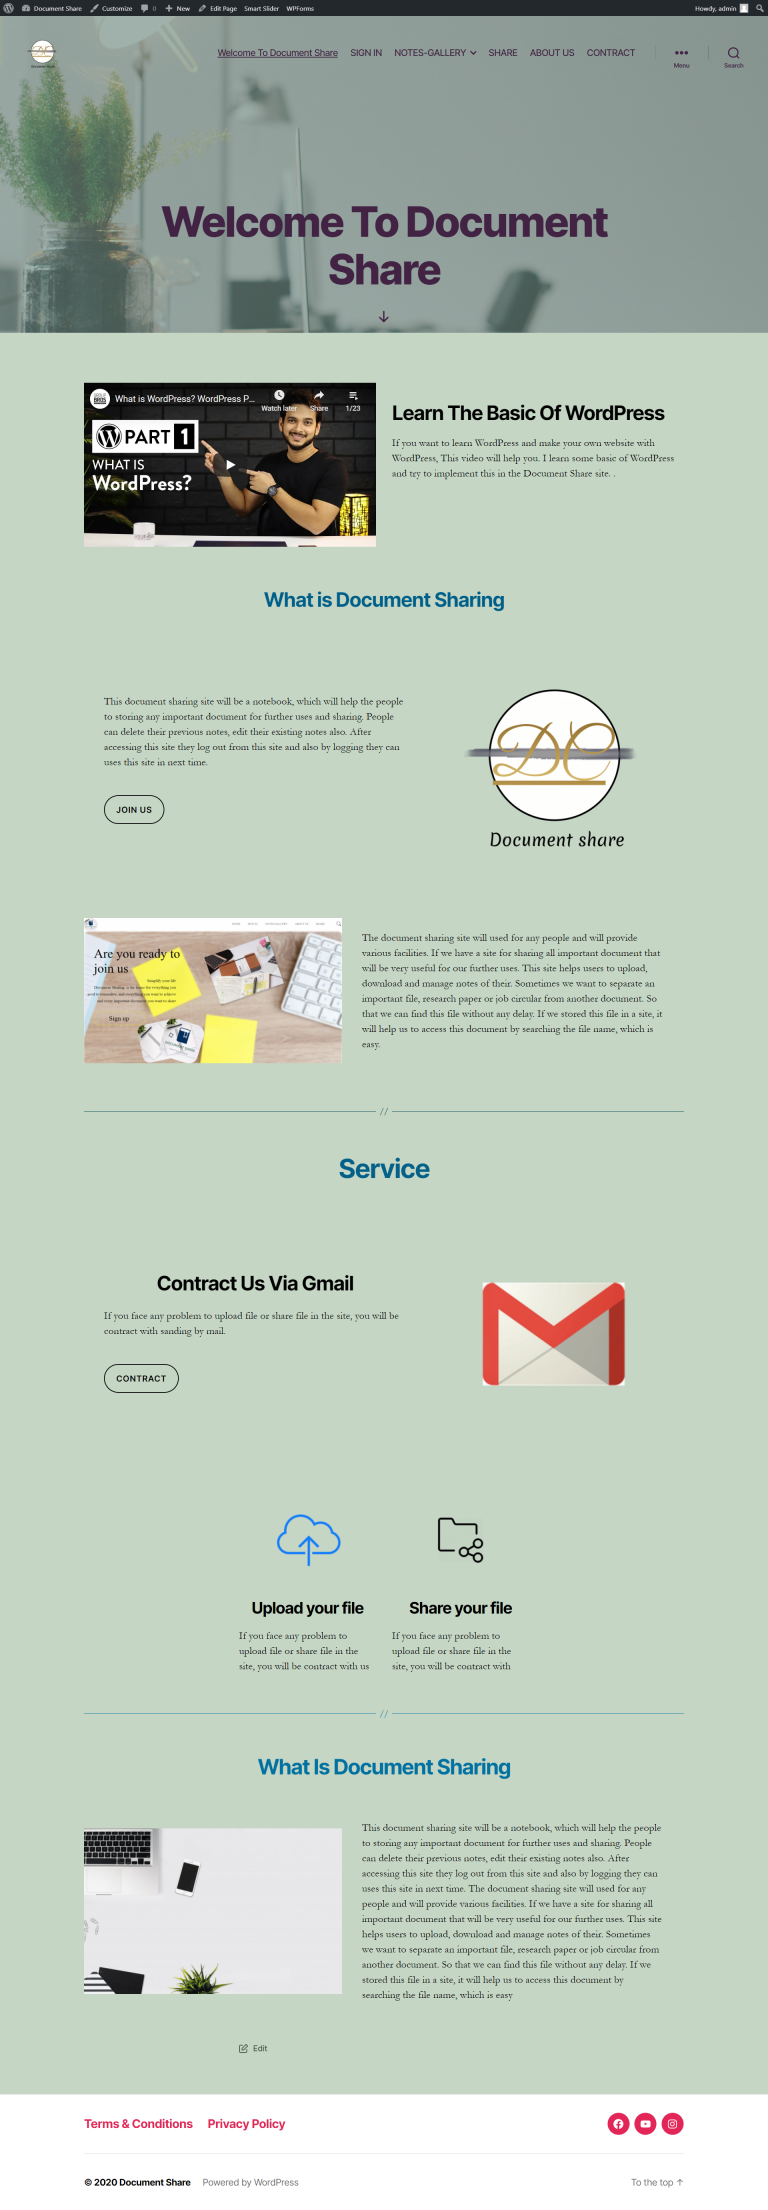 Document Share Customize 0 New Edit Page Smart Slider WPForms Howdy, admin
Welcome To Document Share SIGN IN NOTES-GALLERY SHARE ABOUT US CONTRACT Menu Search
Welcome To Document
Share
What is WordPress? WordPress P...
Watch later Share 1/23
PART 1
WHAT IS
WordPress?
Learn The Basic Of WordPress
If you want to learn WordPress and make your own website with
WordPress, This video will help you. I learn some basic of WordPress
and try to implement this in the Document Share site. .
What is Document Sharing
This document sharing site will be a notebook, which will help the people
to storing any important document for further uses and sharing. People
can delete their previous notes, edit their existing notes also. After
accessing this site they log out from this site and also by logging they can
uses this site in next time.
JOIN US
DC
Document share
Are you ready to
join us
Simplify your life
Sign up
The document sharing site will used for any people and will provide
various facilities. If we have a site for sharing all important document that
will be very useful for our further uses. This site helps users to upload,
download and manage notes of their. Sometimes we want to separate an
important file, research paper or job circular from another document. So
that we can find this file without any delay. If we stored this file in a site, it
will help us to access this document by searching the file name, which is
easy.
//
Service
Contract Us Via Gmail
If you face any problem to upload file or share file in the site, you will be
contract with sanding by mail.
CONTRACT
Upload your file
If you face any problem to
upload file or share file in the
site, you will be contract with us
Share your file
If you face any problem to
upload file or share file in the
site, you will be contract with
//
What Is Document Sharing
This document sharing site will be a notebook, which will help the people
to storing any important document for further uses and sharing. People
can delete their previous notes, edit their existing notes also. After
accessing this site they log out from this site and also by logging they can
uses this site in next time. The document sharing site will used for any
people and will provide various facilities. If we have a site for sharing all
important document that will be very useful for our further uses. This site
helps users to upload, download and manage notes of their. Sometimes
we want to separate an important file, research paper or job circular from
another document. So that we can find this file without any delay. If we
stored this file in a site, it will help us to access this document by
searching the file name, which is easy
Edit
Terms & Conditions Privacy Policy
© 2020 Document Share Powered by WordPress To the top ↑